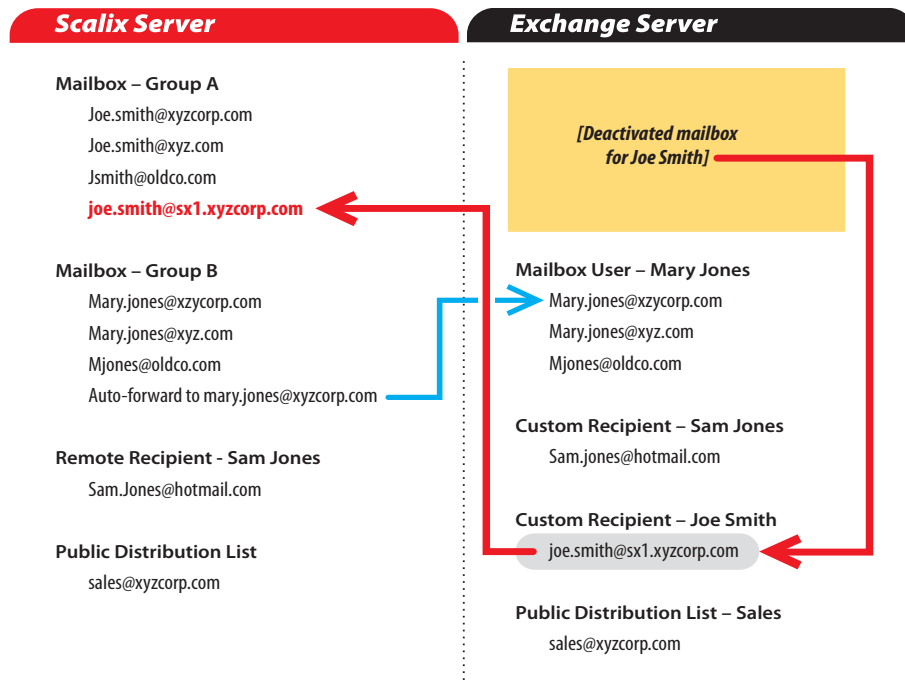 Scalix Server
Mailbox – Group A
Joe.smith@xyzcorp.com
Joe.smith@xyz.com
Jsmith@oldco.com
joe.smith@sx1.xyzcorp.com
Mailbox – Group B
Mary.jones@xzycorp.com
Mary.jones@xyz.com
Mjones@oldco.com
Auto-forward to mary.jones@xyzcorp.com
Remote Recipient - Sam Jones
Sam.Jones@hotmail.com
Public Distribution List
sales@xyzcorp.com
Exchange Server
[Deactivated mailbox
for Joe Smith]
Mailbox User – Mary Jones
Mary.jones@xzycorp.com
Mary.jones@xyz.com
Mjones@oldco.com
Custom Recipient – Sam Jones
Sam.jones@hotmail.com
Custom Recipient – Joe Smith
joe.smith@sx1.xyzcorp.com
Public Distribution List – Sales
sales@xyzcorp.com